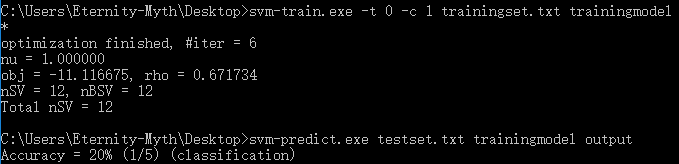 C:\Users\Eternity-Myth\Desktop>svm-train.exe -t 0 -c 1 trainingset.txt trainingmodel
*
optimization finished, #iter = 6
nu = 1.000000
obj = -11.116675, rho = 0.671734
nSV = 12, nBSV = 12
Total nSV = 12
C:\Users\Eternity-Myth\Desktop>svm-predict.exe testset.txt trainingmodel output
Accuracy = 20% (1/5) (classification)